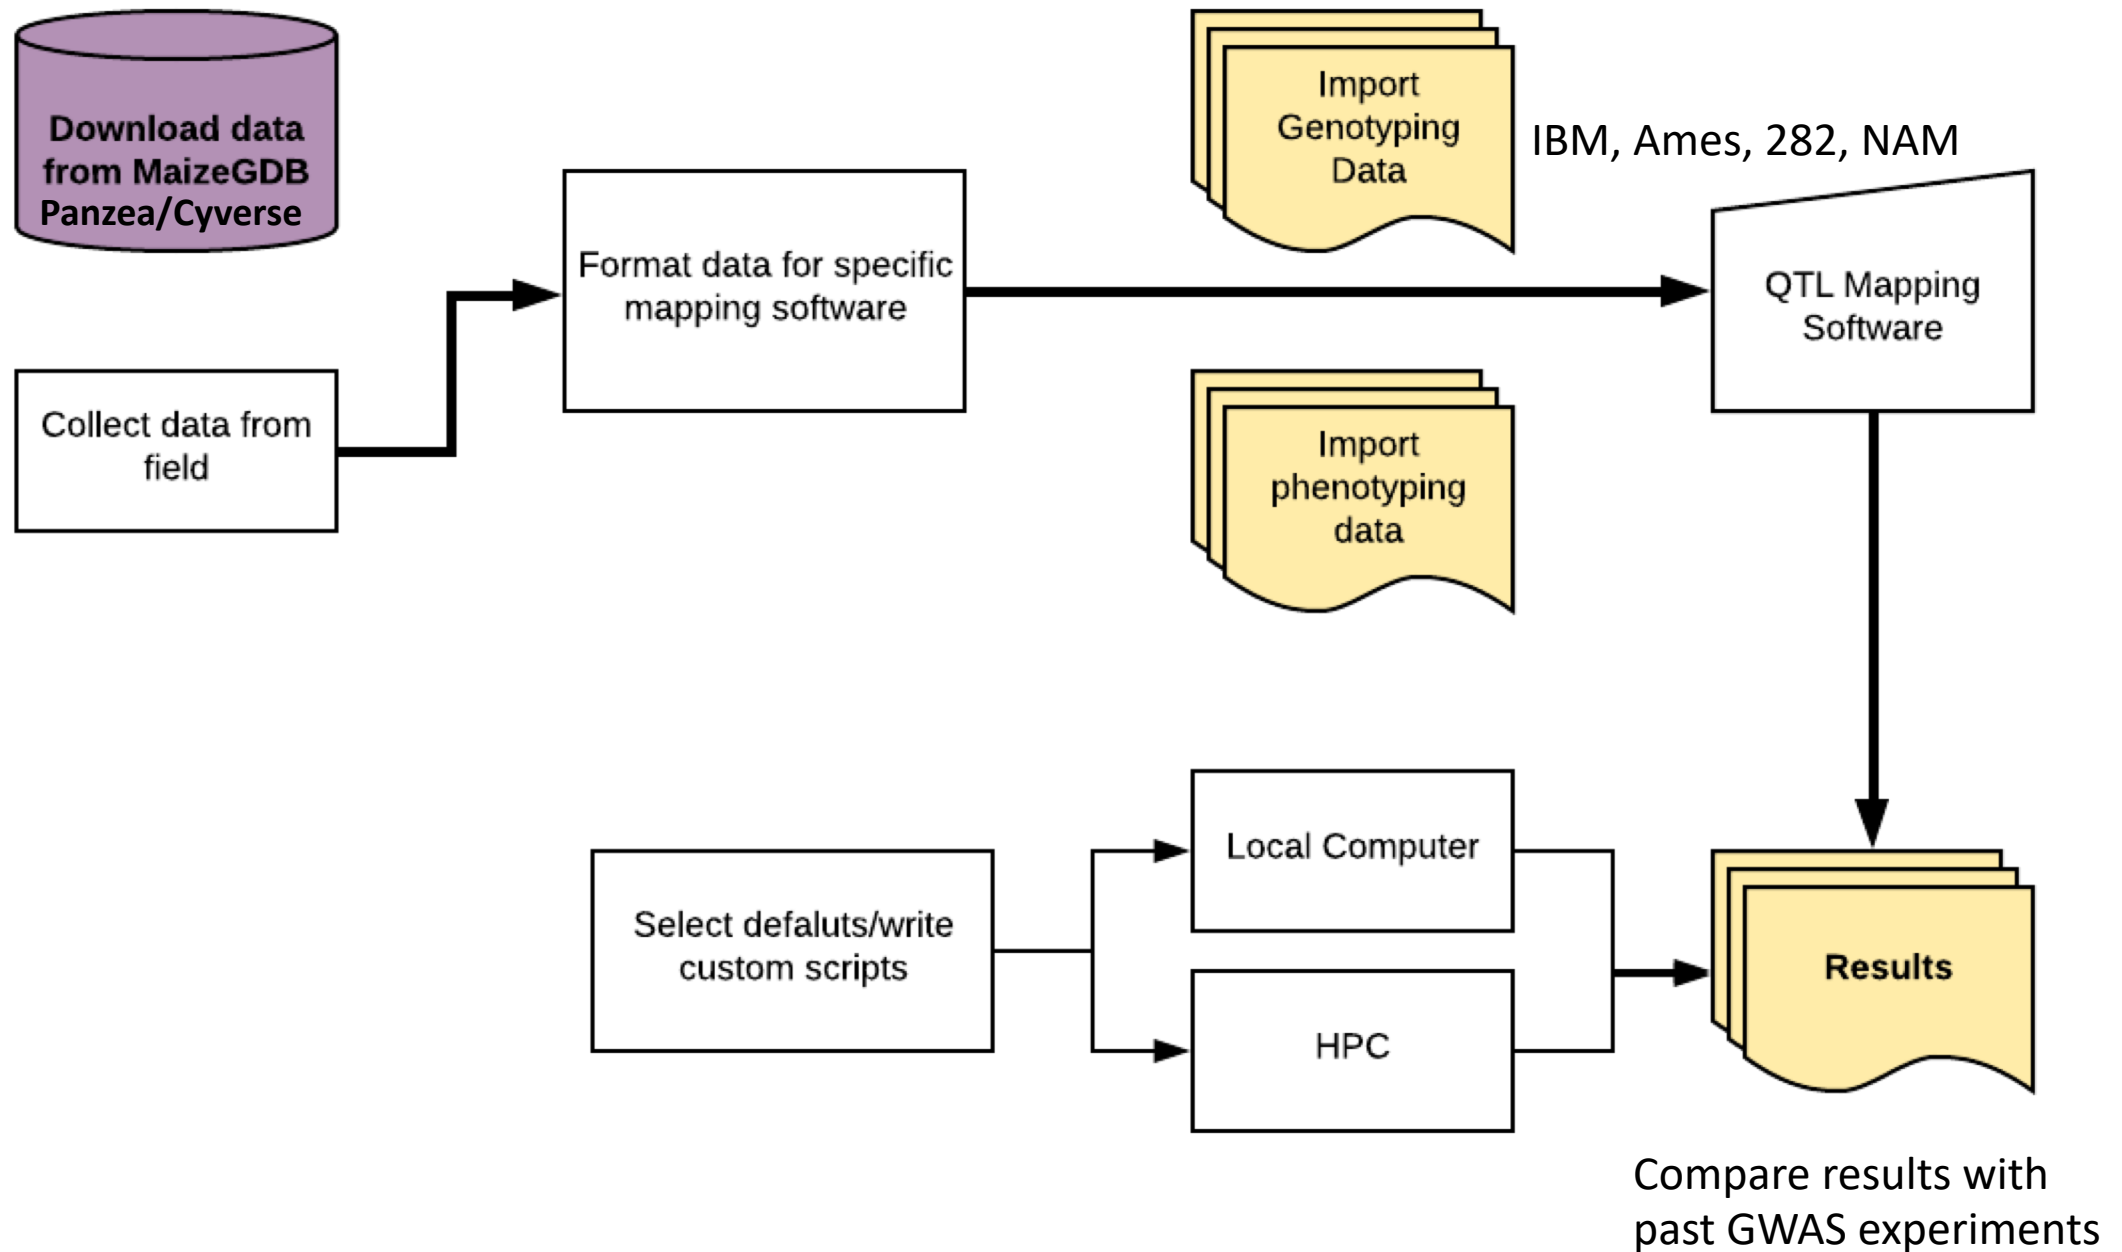 Download data
from MaizeGDB
Panzea/Cyverse
Import
Genotyping
Data
IBM, Ames, 282, NAM
Format data for specific
mapping software
QTL Mapping
Software
Collect data from
field
Import
phenotyping
data
Local Computer
Select defaluts/write
custom scripts
HPC
Results
Compare results with
past GWAS experiments